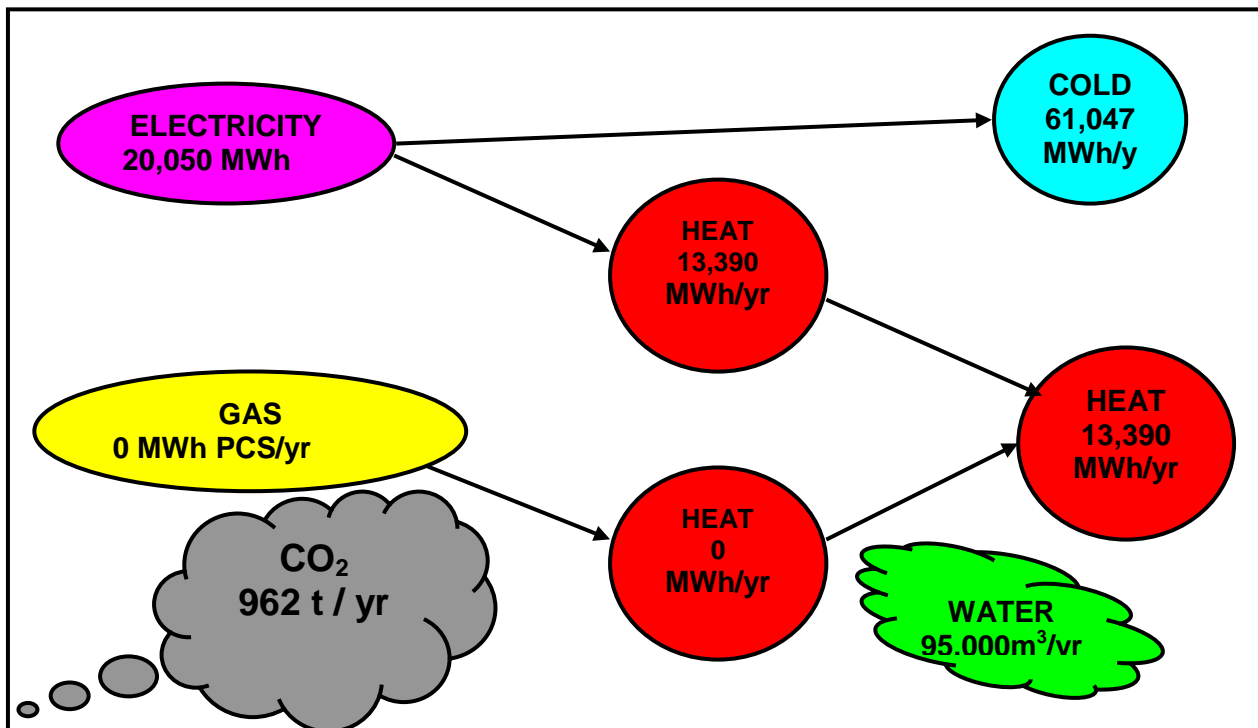 ELECTRICITY
20,050 MWh
COLD
61,047
MWh/y
HEAT
13,390
MWh/yr
GAS
0 MWh PCS/yr
HEAT
13,390
MWh/yr
CO₂
962 t / yr
HEAT
0
MWh/yr
WATER
95.000m³/yr